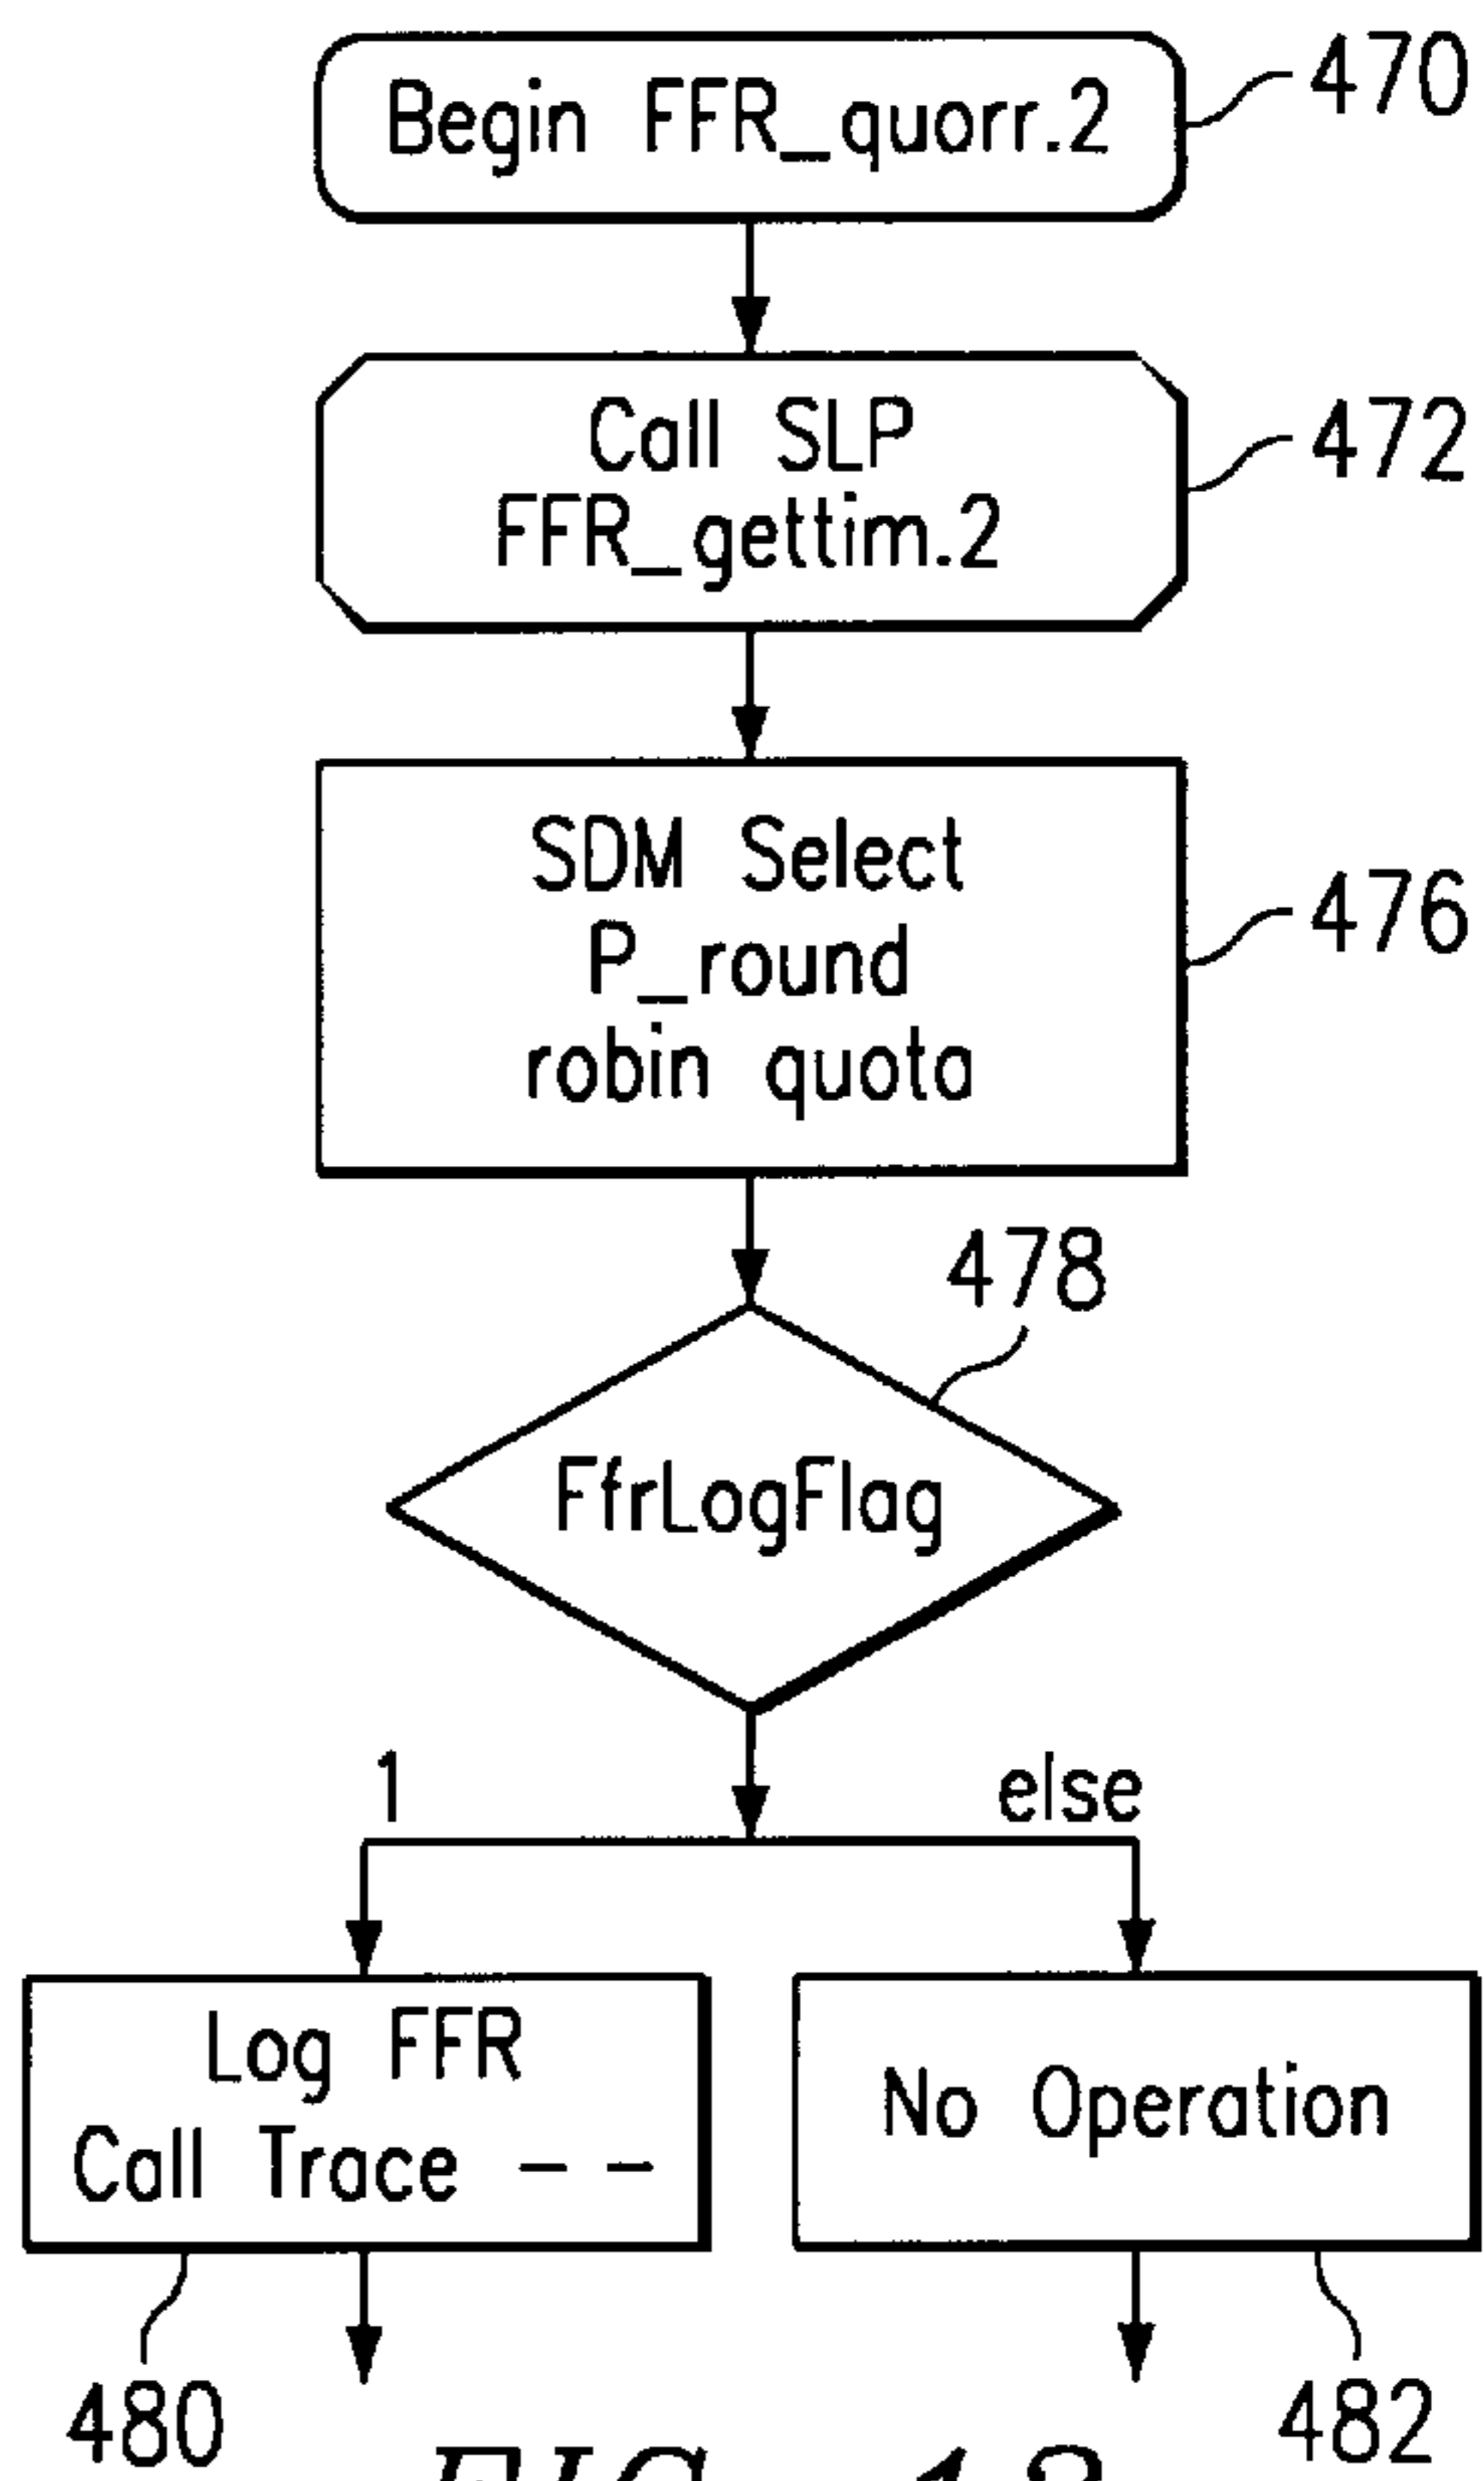 Begin FFR_quorr.2
470
Call SLP
FFR_gettim.2
472
SDM Select
P_round
robin quota
476
478
FfrLogFlag
1
else
Log FFR
Call Trace --
No Operation
480
482